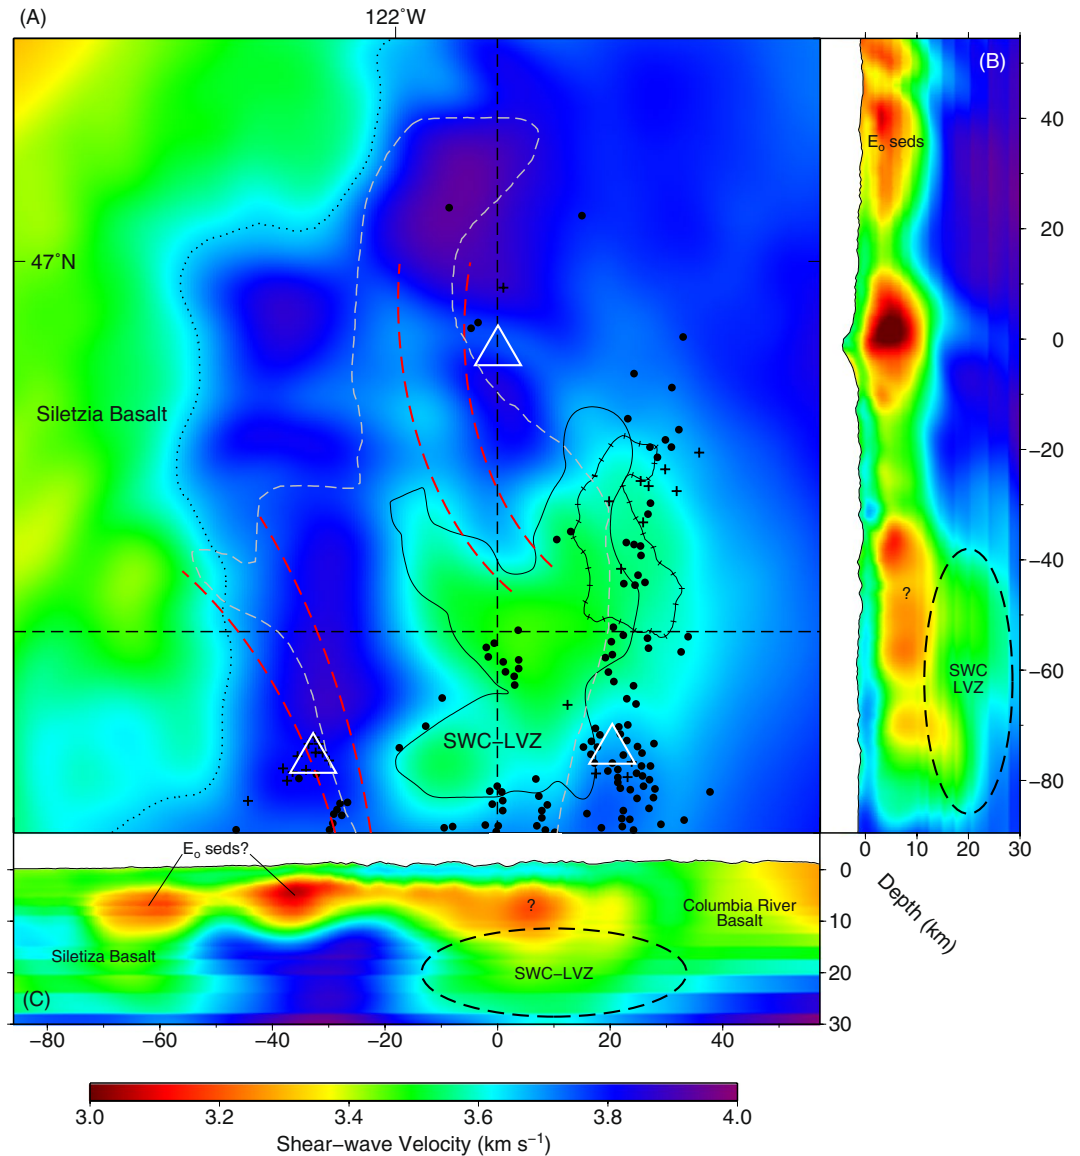 (A)
122˚W
(B)
47˚N
Siletzia Basalt
SWC–LVZ
Eo seds
?
SWC
LVZ
40
20
0
−20
−40
−60
−80
0 10 20 30
Depth (km)
Eo seds?
?
Columbia River
Basalt
Siletiza Basalt
SWC–LVZ
(C)
0
10
20
30
−80 −60 −40 −20 0 20 40
3.0 3.2 3.4 3.6 3.8 4.0
Shear−wave Velocity (km s−1)